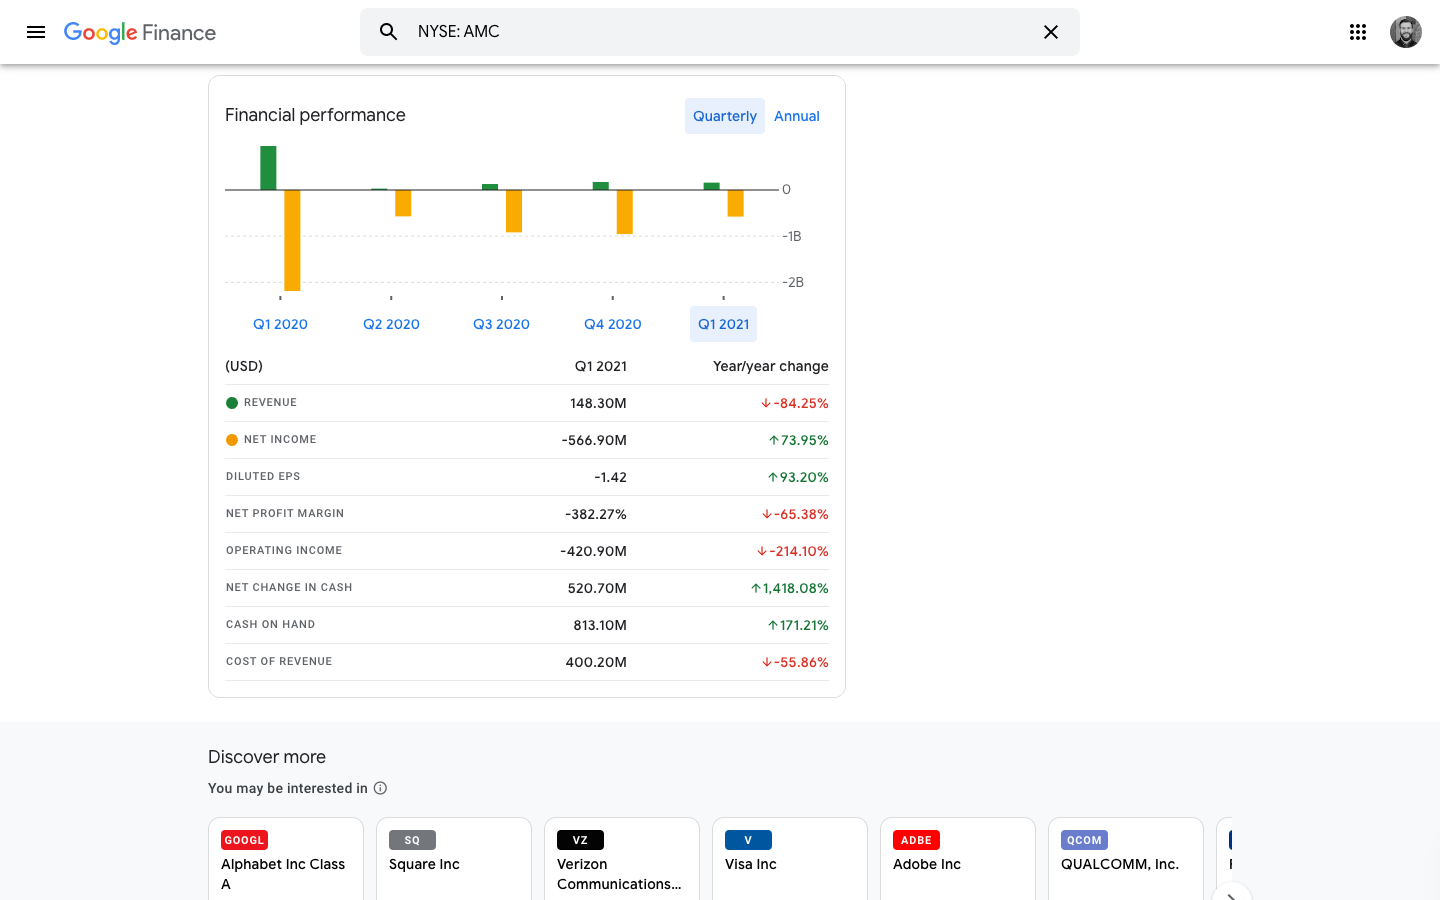 Google Finance
NYSE: AMC
Financial performance
Quarterly Annual
0
-1B
-2B
Q1 2020 Q2 2020 Q3 2020 Q4 2020 Q1 2021
(USD) Q1 2021 Year/year change
REVENUE 148.30M ↓-84.25%
NET INCOME -566.90M ↑73.95%
DILUTED EPS -1.42 ↑93.20%
NET PROFIT MARGIN -382.27% ↓-65.38%
OPERATING INCOME -420.90M ↓-214.10%
NET CHANGE IN CASH 520.70M ↑1,418.08%
CASH ON HAND 813.10M ↑171.21%
COST OF REVENUE 400.20M ↓-55.86%
Discover more
You may be interested in
GOOGL
Alphabet Inc Class
A
SQ
Square Inc
VZ
Verizon
Communications...
V
Visa Inc
ADBE
Adobe Inc
QCOM
QUALCOMM, Inc.